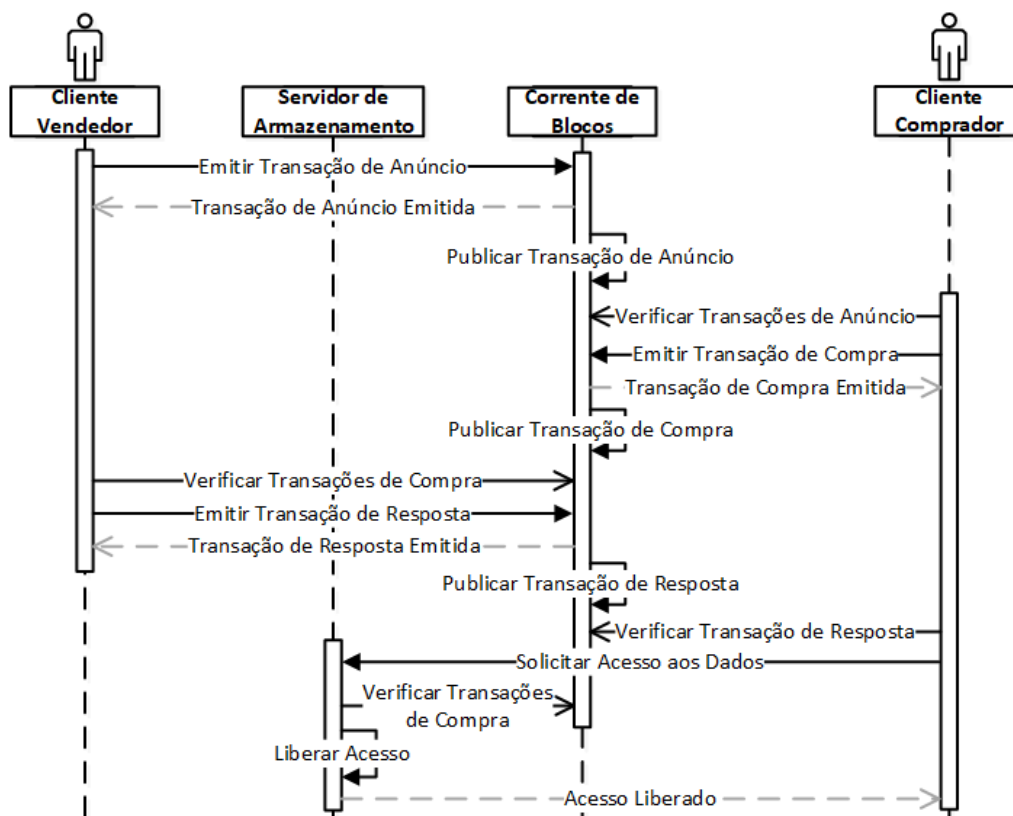 Cliente
Vendedor
Servidor de
Armazenamento
Corrente de
Blocos
Cliente
Comprador
Emitir Transação de Anúncio
Transação de Anúncio Emitida
Publicar Transação de Anúncio
Verificar Transações de Anúncio
Emitir Transação de Compra
Transação de Compra Emitida
Publicar Transação de Compra
Verificar Transações de Compra
Emitir Transação de Resposta
Transação de Resposta Emitida
Publicar Transação de Resposta
Verificar Transação de Resposta
Solicitar Acesso aos Dados
Verificar Transações
de Compra
Liberar Acesso
Acesso Liberado